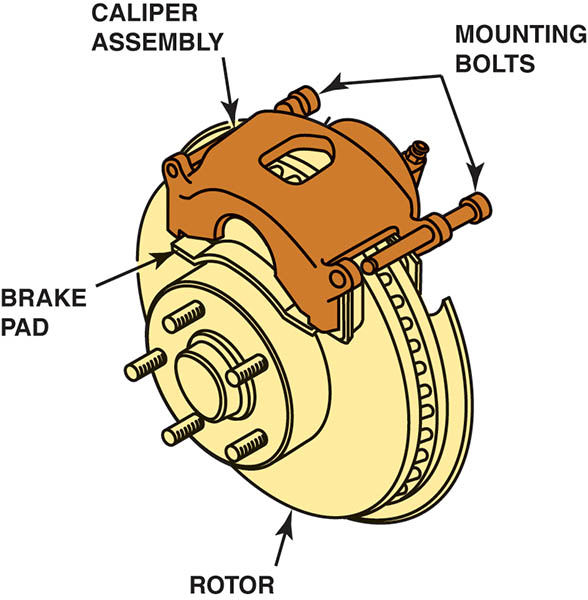 CALIPER
ASSEMBLY
MOUNTING
BOLTS
BRAKE
PAD
ROTOR